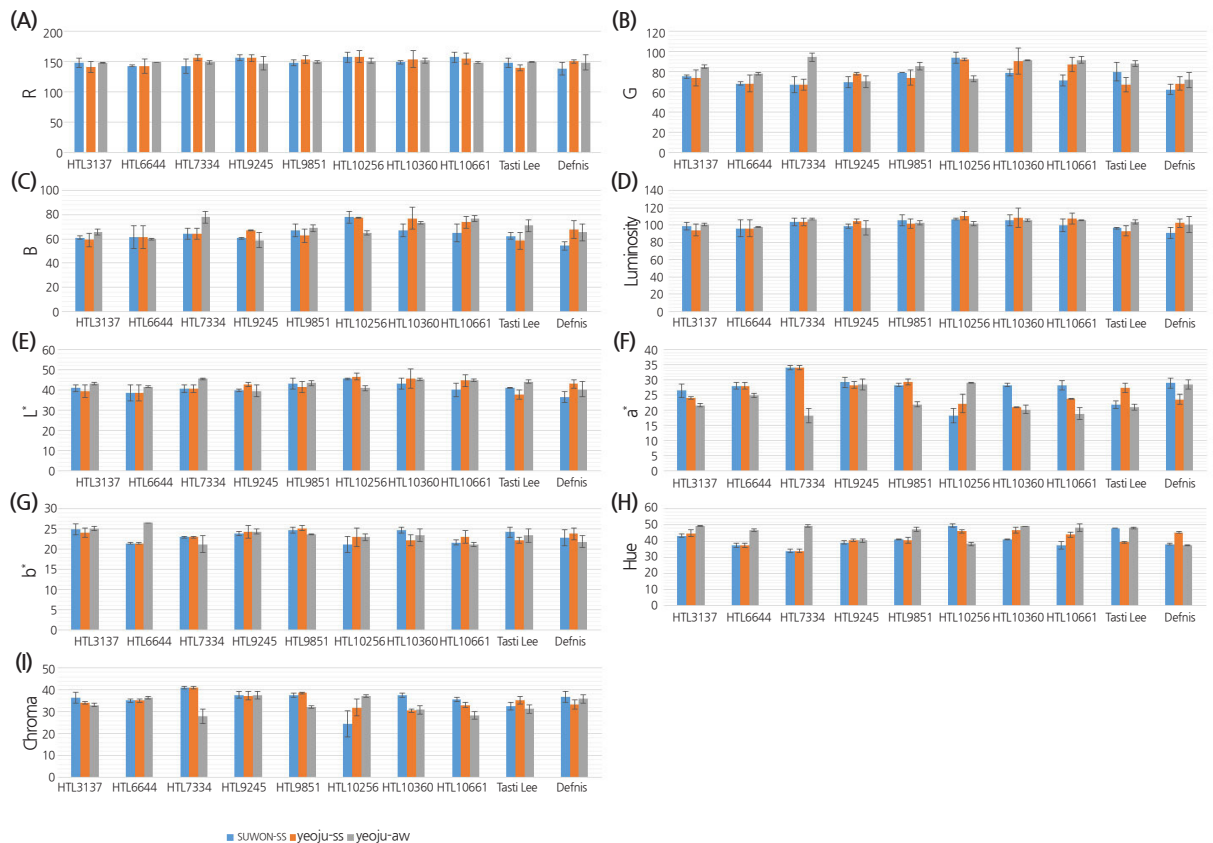 (A)
200
150
100
50
0
R
HTL3137 HTL6644 HTL7334 HTL9245 HTL9851 HTL10256 HTL10360 HTL10661 Tasti Lee Defnis
(B)
120
100
80
60
40
20
0
G
HTL3137 HTL6644 HTL7334 HTL9245 HTL9851 HTL10256 HTL10360 HTL10661 Tasti Lee Defnis
(C)
100
80
60
40
20
0
B
HTL3137 HTL6644 HTL7334 HTL9245 HTL9851 HTL10256 HTL10360 HTL10661 Tasti Lee Defnis
(D)
140
120
100
80
60
40
20
0
Luminosity
HTL3137 HTL6644 HTL7334 HTL9245 HTL9851 HTL10256 HTL10360 HTL10661 Tasti Lee Defnis
(E)
60
50
40
30
20
10
0
L*
HTL3137 HTL6644 HTL7334 HTL9245 HTL9851 HTL10256 HTL10360 HTL10661 Tasti Lee Defnis
(F)
40
35
30
25
20
15
10
5
0
a*
HTL3137 HTL6644 HTL7334 HTL9245 HTL9851 HTL10256 HTL10360 HTL10661 Tasti Lee Defnis
(G)
30
25
20
15
10
5
0
b*
HTL3137 HTL6644 HTL7334 HTL9245 HTL9851 HTL10256 HTL10360 HTL10661 Tasti Lee Defnis
(H)
60
50
40
30
20
10
0
Hue
HTL3137 HTL6644 HTL7334 HTL9245 HTL9851 HTL10256 HTL10360 HTL10661 Tasti Lee Defnis
(I)
50
40
30
20
10
0
Chroma
HTL3137 HTL6644 HTL7334 HTL9245 HTL9851 HTL10256 HTL10360 HTL10661 Tasti Lee Defnis
SUWON-SS yeoju-ss yeoju-aw